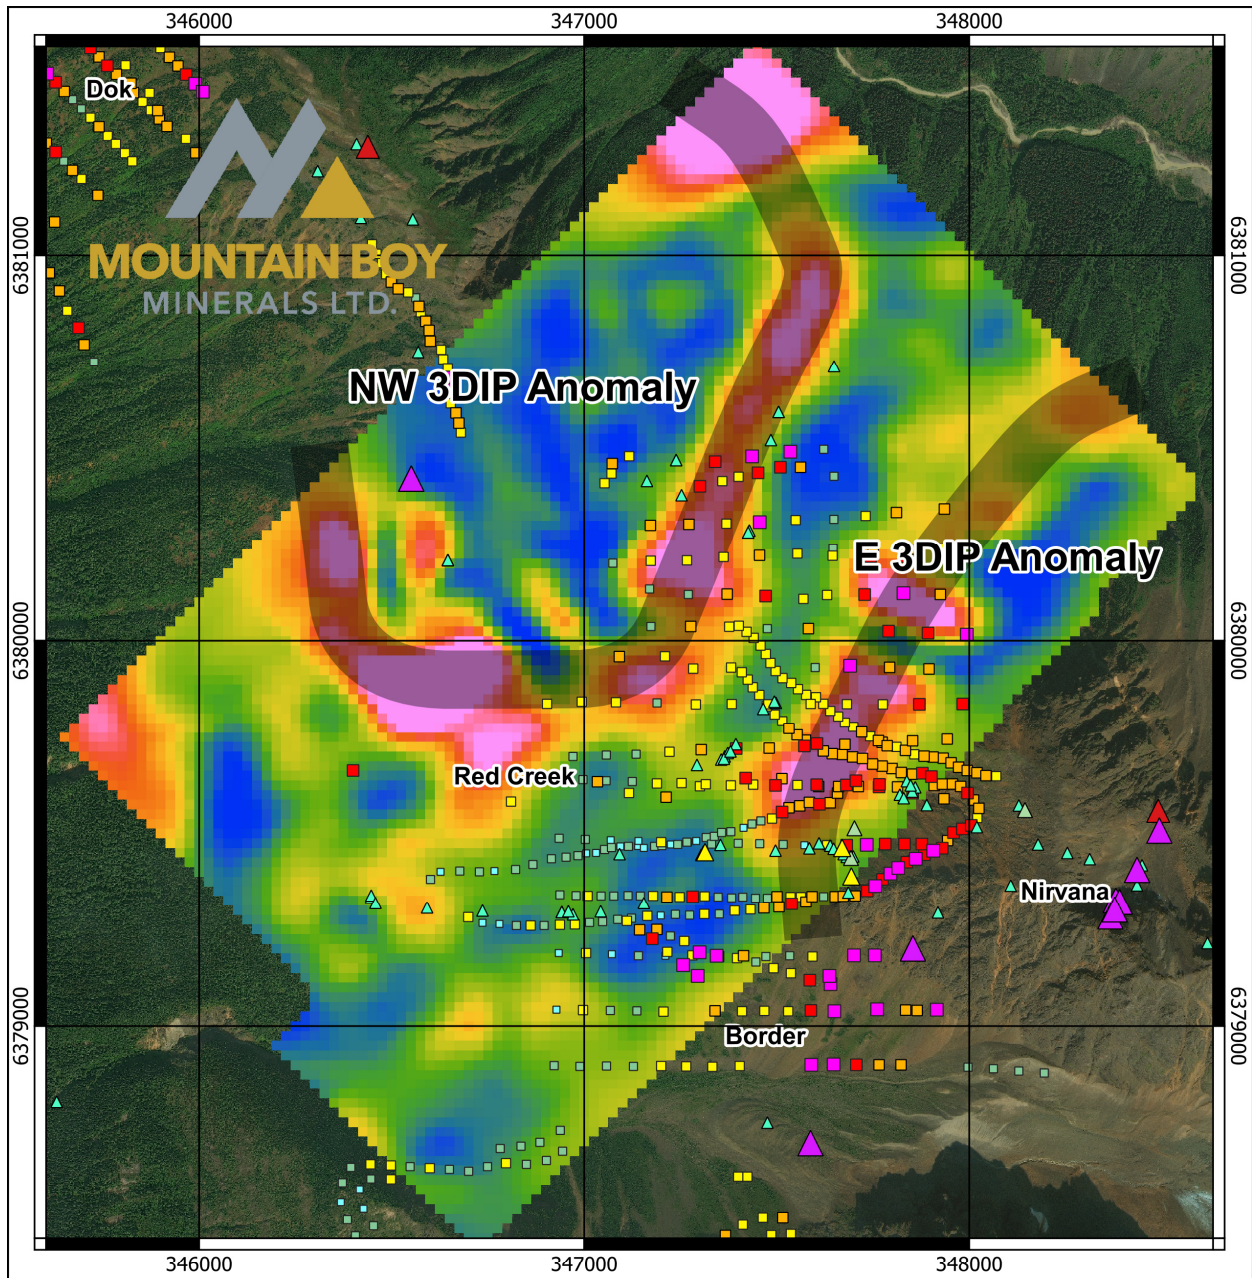 346000 347000 348000
Dok
MOUNTAIN BOY
MINERALS LTD.
6381000
6381000
NW 3DIP Anomaly
E 3DIP Anomaly
6380000
6380000
Red Creek
Nirvana
6379000
6379000
Border
346000 347000 348000